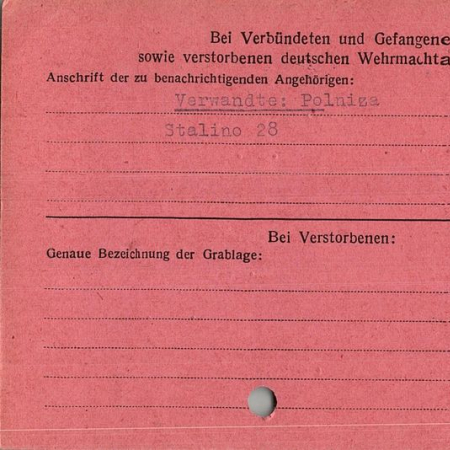 Bei Verbündeten und Gefangene
sowie verstorbenen deutschen Wehrmachta
Anschrift der zu benachrichtigenden Angehörigen:
Verwandte: Polniza
Stalino 28
Bei Verstorbenen:
Genaue Bezeichnung der Grablage: